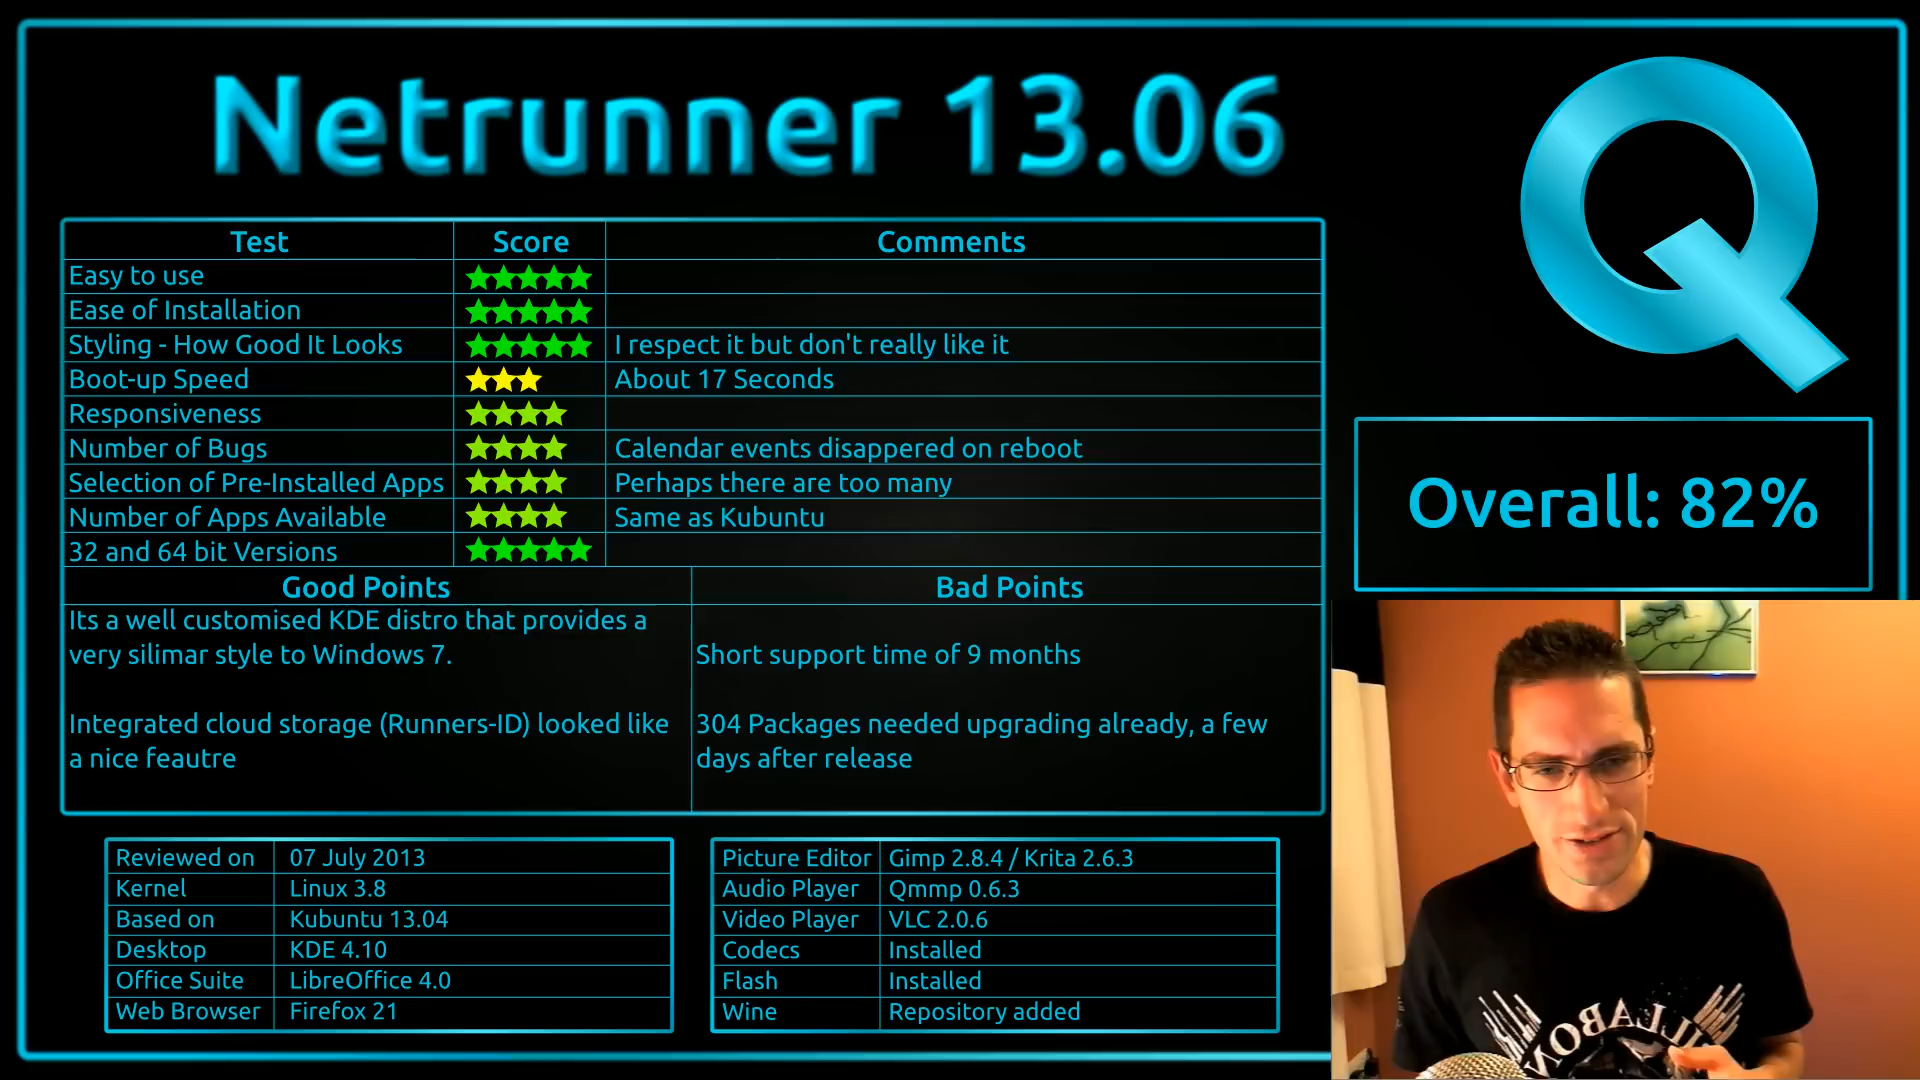 Netrunner 13.06
Q
Test Score Comments
Easy to use
Ease of Installation
Styling - How Good It Looks I respect it but don't really like it
Boot-up Speed About 17 Seconds
Responsiveness
Number of Bugs Calendar events disappered on reboot
Selection of Pre-Installed Apps Perhaps there are too many
Number of Apps Available Same as Kubuntu
32 and 64 bit Versions
Overall: 82%
Good Points
Its a well customised KDE distro that provides a
very silimar style to Windows 7.
Integrated cloud storage (Runners-ID) looked like
a nice feautre
Bad Points
Short support time of 9 months
304 Packages needed upgrading already, a few
days after release
Reviewed on 07 July 2013
Kernel Linux 3.8
Based on Kubuntu 13.04
Desktop KDE 4.10
Office Suite LibreOffice 4.0
Web Browser Firefox 21
Picture Editor Gimp 2.8.4 / Krita 2.6.3
Audio Player Qmmp 0.6.3
Video Player VLC 2.0.6
Codecs Installed
Flash Installed
Wine Repository added